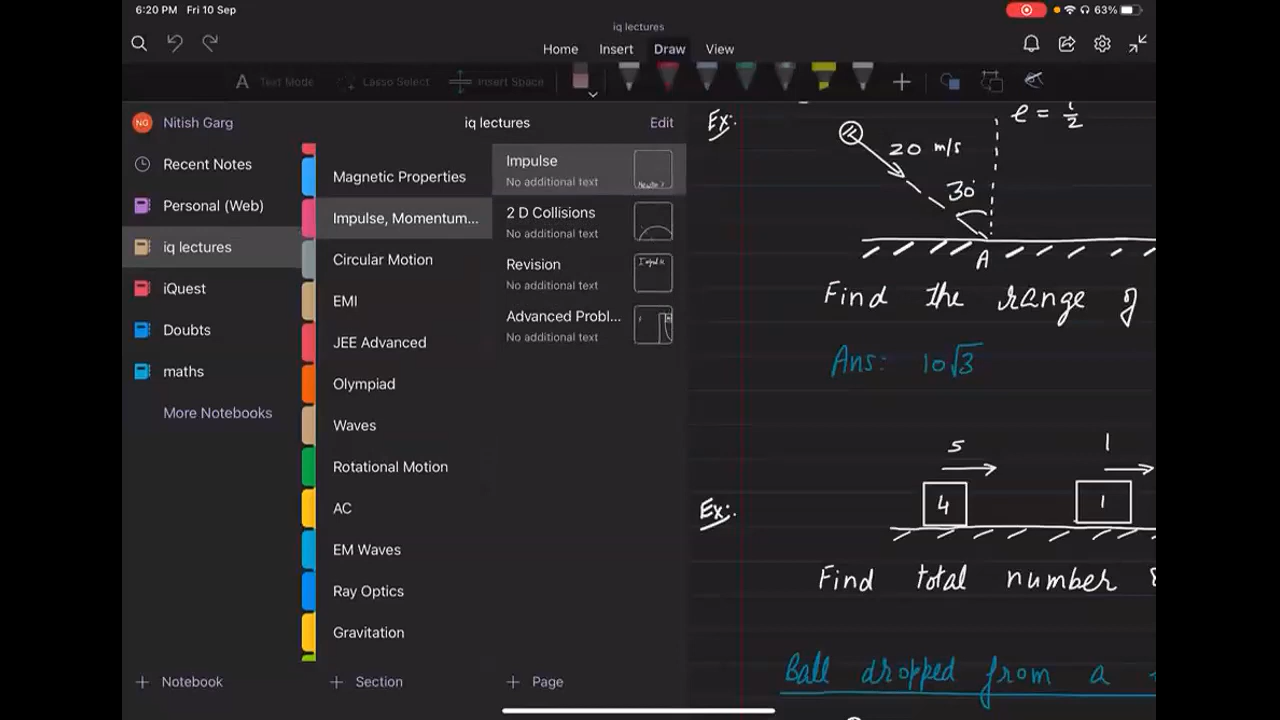 6:20 PM Fri 10 Sep
63%
iq lectures
Home Insert Draw View
Text Mode Lasso Select Insert Space
NG Nitish Garg
Recent Notes
Personal (Web)
iq lectures
iQuest
Doubts
maths
More Notebooks
+ Notebook
iq lectures Edit
Magnetic Properties
Impulse, Momentum...
Circular Motion
EMI
JEE Advanced
Olympiad
Waves
Rotational Motion
AC
EM Waves
Ray Optics
Gravitation
+ Section
Impulse
No additional text
2 D Collisions
No additional text
Revision
No additional text
Advanced Probl...
No additional text
+ Page
Ex:
e = 1/2
20 m/s
30°
A
Find the range of
Ans: 10√3
5 1
Ex: 4 1
Find total number
Ball dropped from a